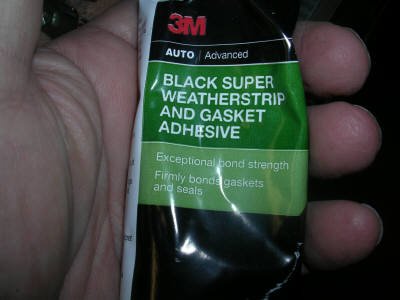 3M
AUTO | Advanced
BLACK SUPER
WEATHERSTRIP
AND GASKET
ADHESIVE
Exceptional bond strength
Firmly bonds gaskets
and seals